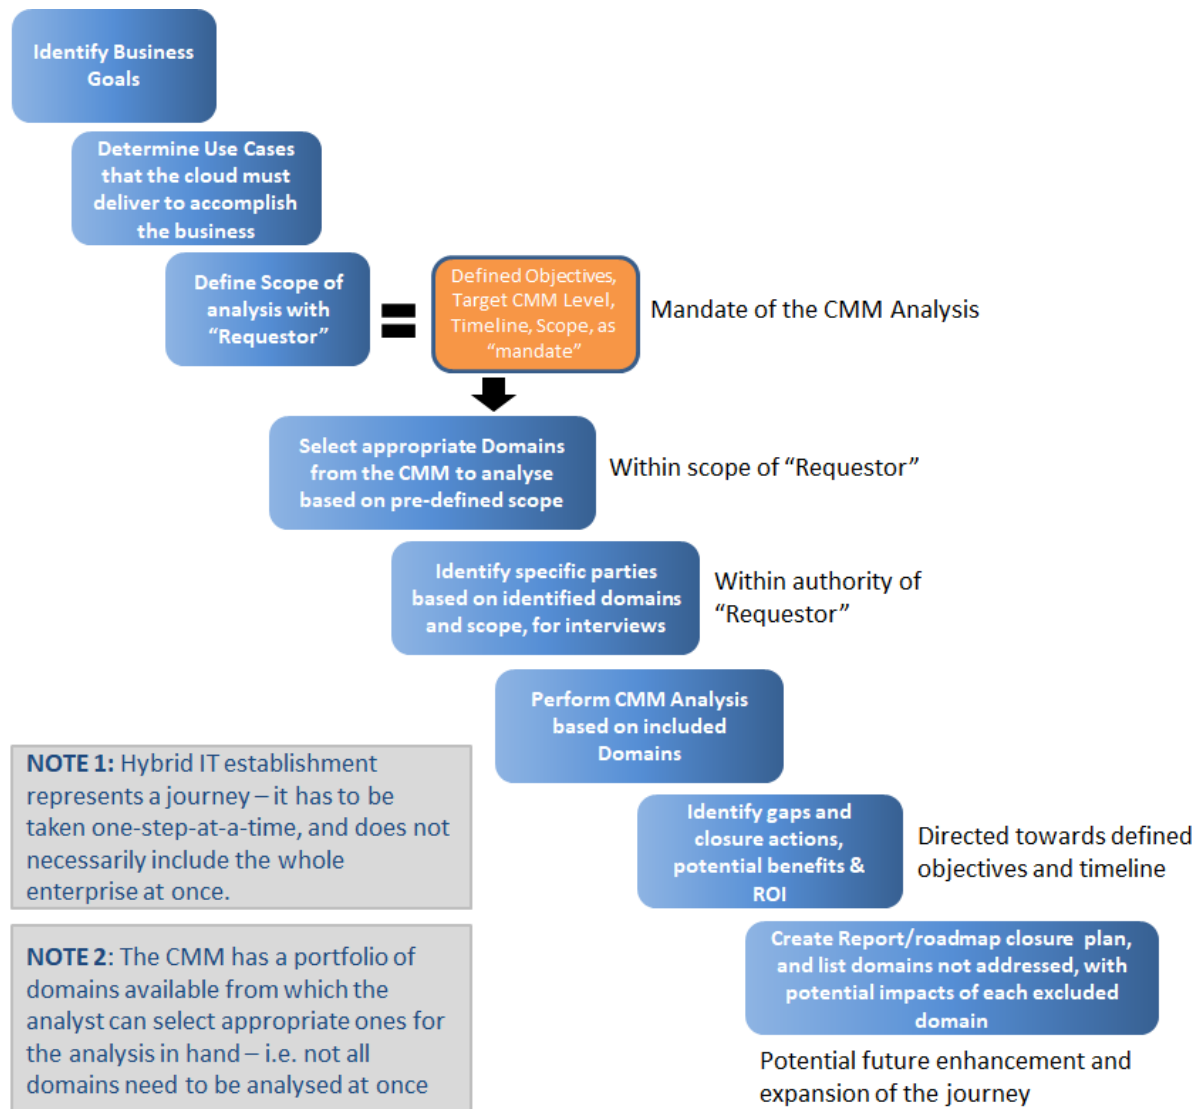 Identify Business
Goals
Determine Use Cases
that the cloud must
deliver to accomplish
the business
Define Scope of
analysis with
“Requestor”
Defined Objectives,
Target CMM Level,
Timeline, Scope, as
“mandate”
Mandate of the CMM Analysis
Select appropriate Domains
from the CMM to analyse
based on pre-defined scope
Within scope of “Requestor”
Identify specific parties
based on identified domains
and scope, for interviews
Within authority of
“Requestor”
Perform CMM Analysis
based on included
Domains
NOTE 1: Hybrid IT establishment
represents a journey – it has to be
taken one-step-at-a-time, and does not
necessarily include the whole
enterprise at once.
Identify gaps and
closure actions,
potential benefits &
ROI
Directed towards defined
objectives and timeline
NOTE 2: The CMM has a portfolio of
domains available from which the
analyst can select appropriate ones for
the analysis in hand – i.e. not all
domains need to be analysed at once
Create Report/roadmap closure plan,
and list domains not addressed, with
potential impacts of each excluded
domain
Potential future enhancement and
expansion of the journey